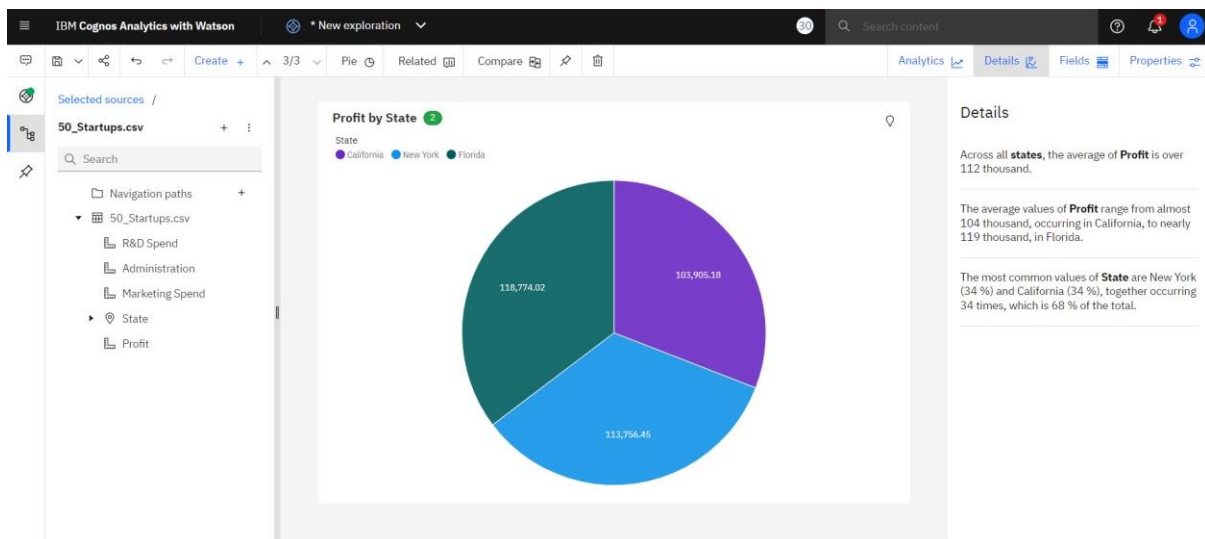 IBM Cognos Analytics with Watson
* New exploration
30
Search content
3
Create +
3/3
Pie
Related
Compare
Analytics
Details
Fields
Properties
Selected sources /
50_Startups.csv
Search
Navigation paths
50_Startups.csv
R&D Spend
Administration
Marketing Spend
State
Profit
Profit by State 2
State
California New York Florida
118,774.02
103,905.18
113,756.45
Details
Across all states, the average of Profit is over
112 thousand.
The average values of Profit range from almost
104 thousand, occurring in California, to nearly
119 thousand, in Florida.
The most common values of State are New York
(34 %) and California (34 %), together occurring
34 times, which is 68 % of the total.